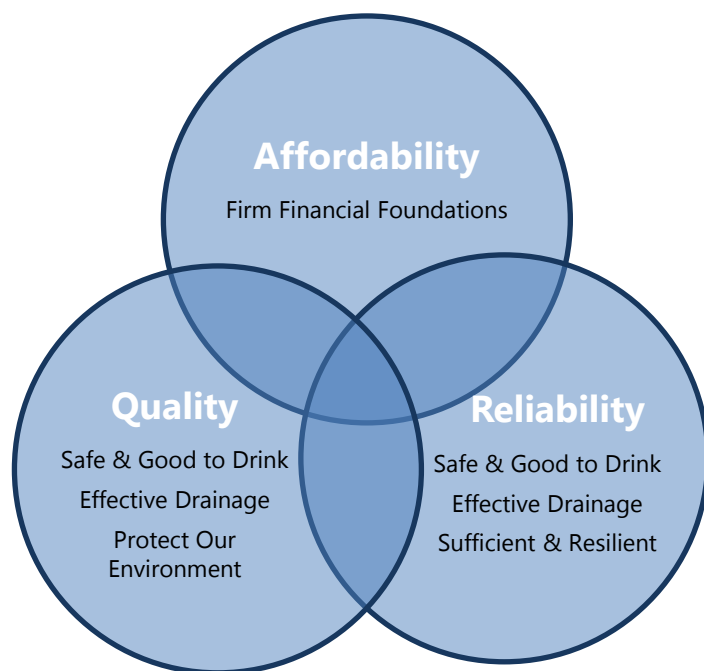 Affordability
Firm Financial Foundations
Quality
Safe & Good to Drink
Effective Drainage
Protect Our
Environment
Reliability
Safe & Good to Drink
Effective Drainage
Sufficient & Resilient